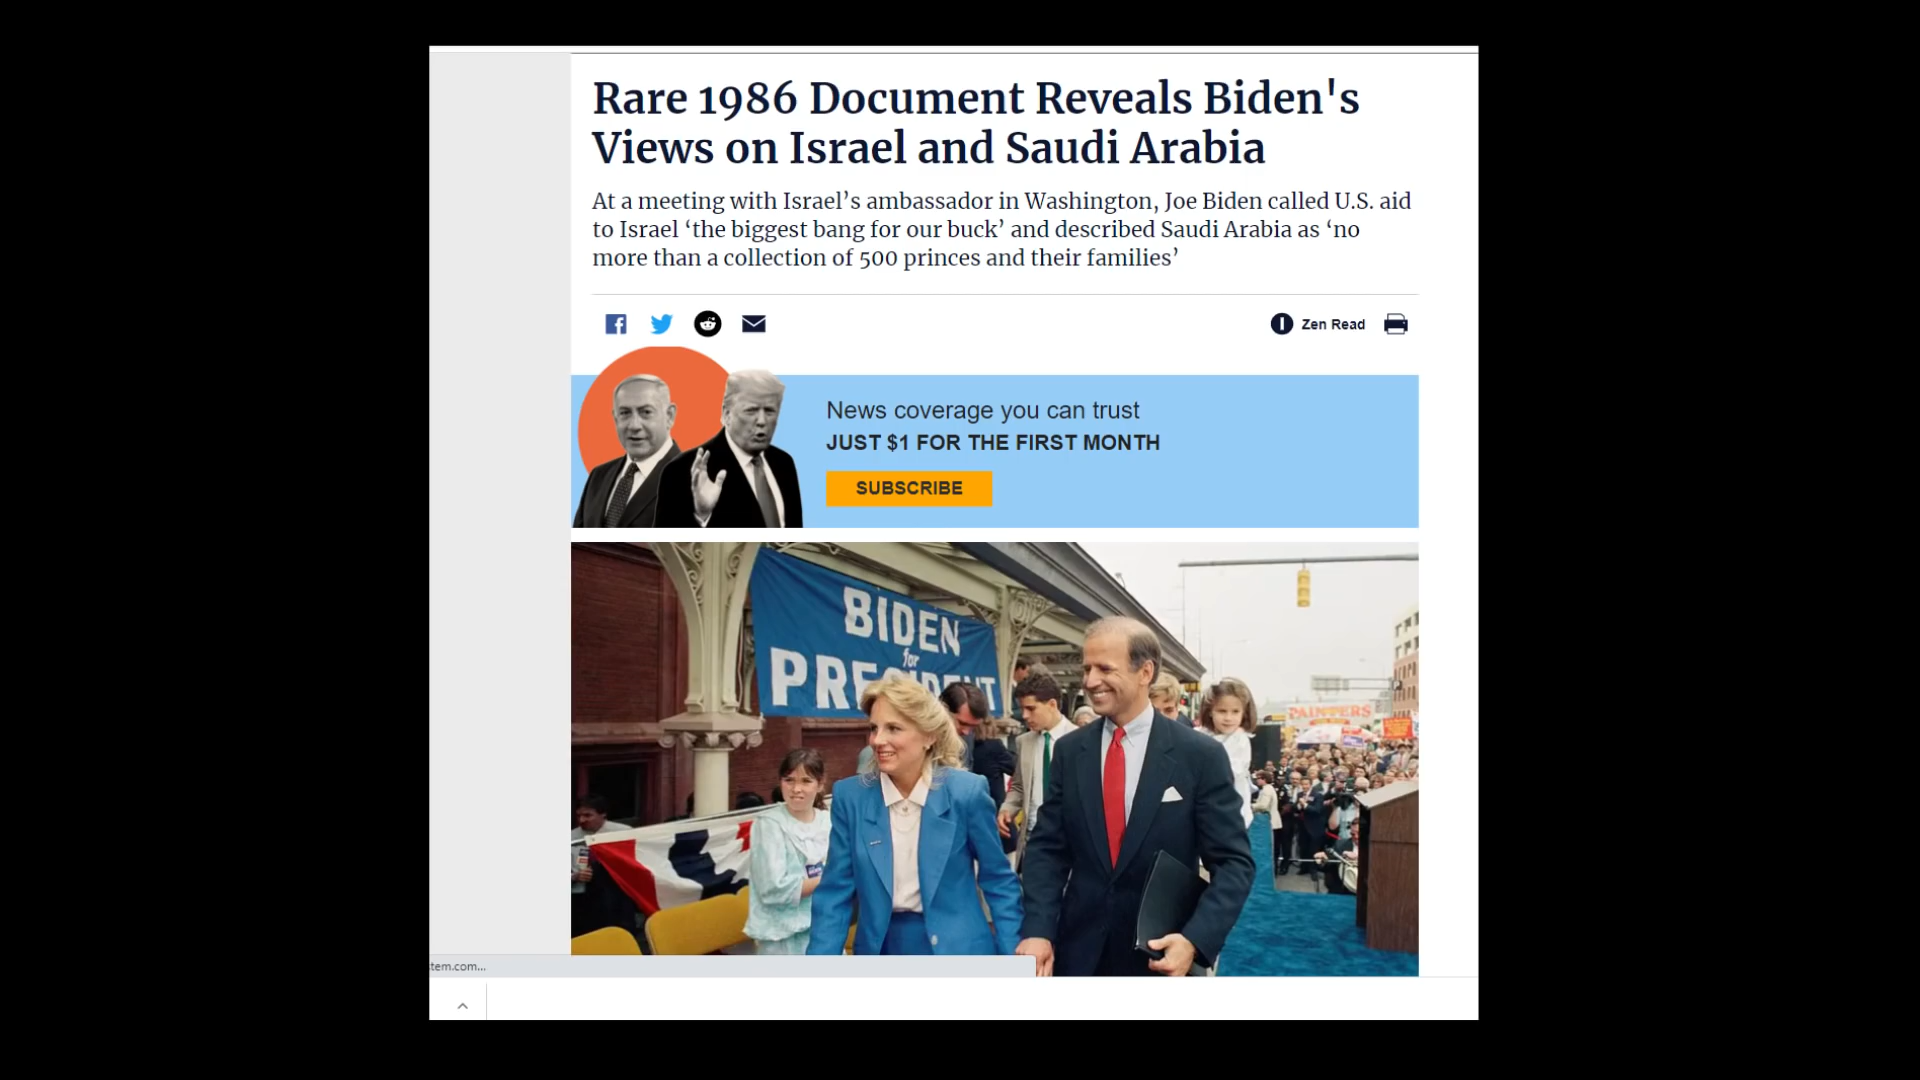 Rare 1986 Document Reveals Biden's
Views on Israel and Saudi Arabia
At a meeting with Israel’s ambassador in Washington, Joe Biden called U.S. aid
to Israel ‘the biggest bang for our buck’ and described Saudi Arabia as ‘no
more than a collection of 500 princes and their families’
Zen Read
News coverage you can trust
JUST $1 FOR THE FIRST MONTH
SUBSCRIBE
BIDEN
for
PRESIDENT
PAINTERS
tem.com...